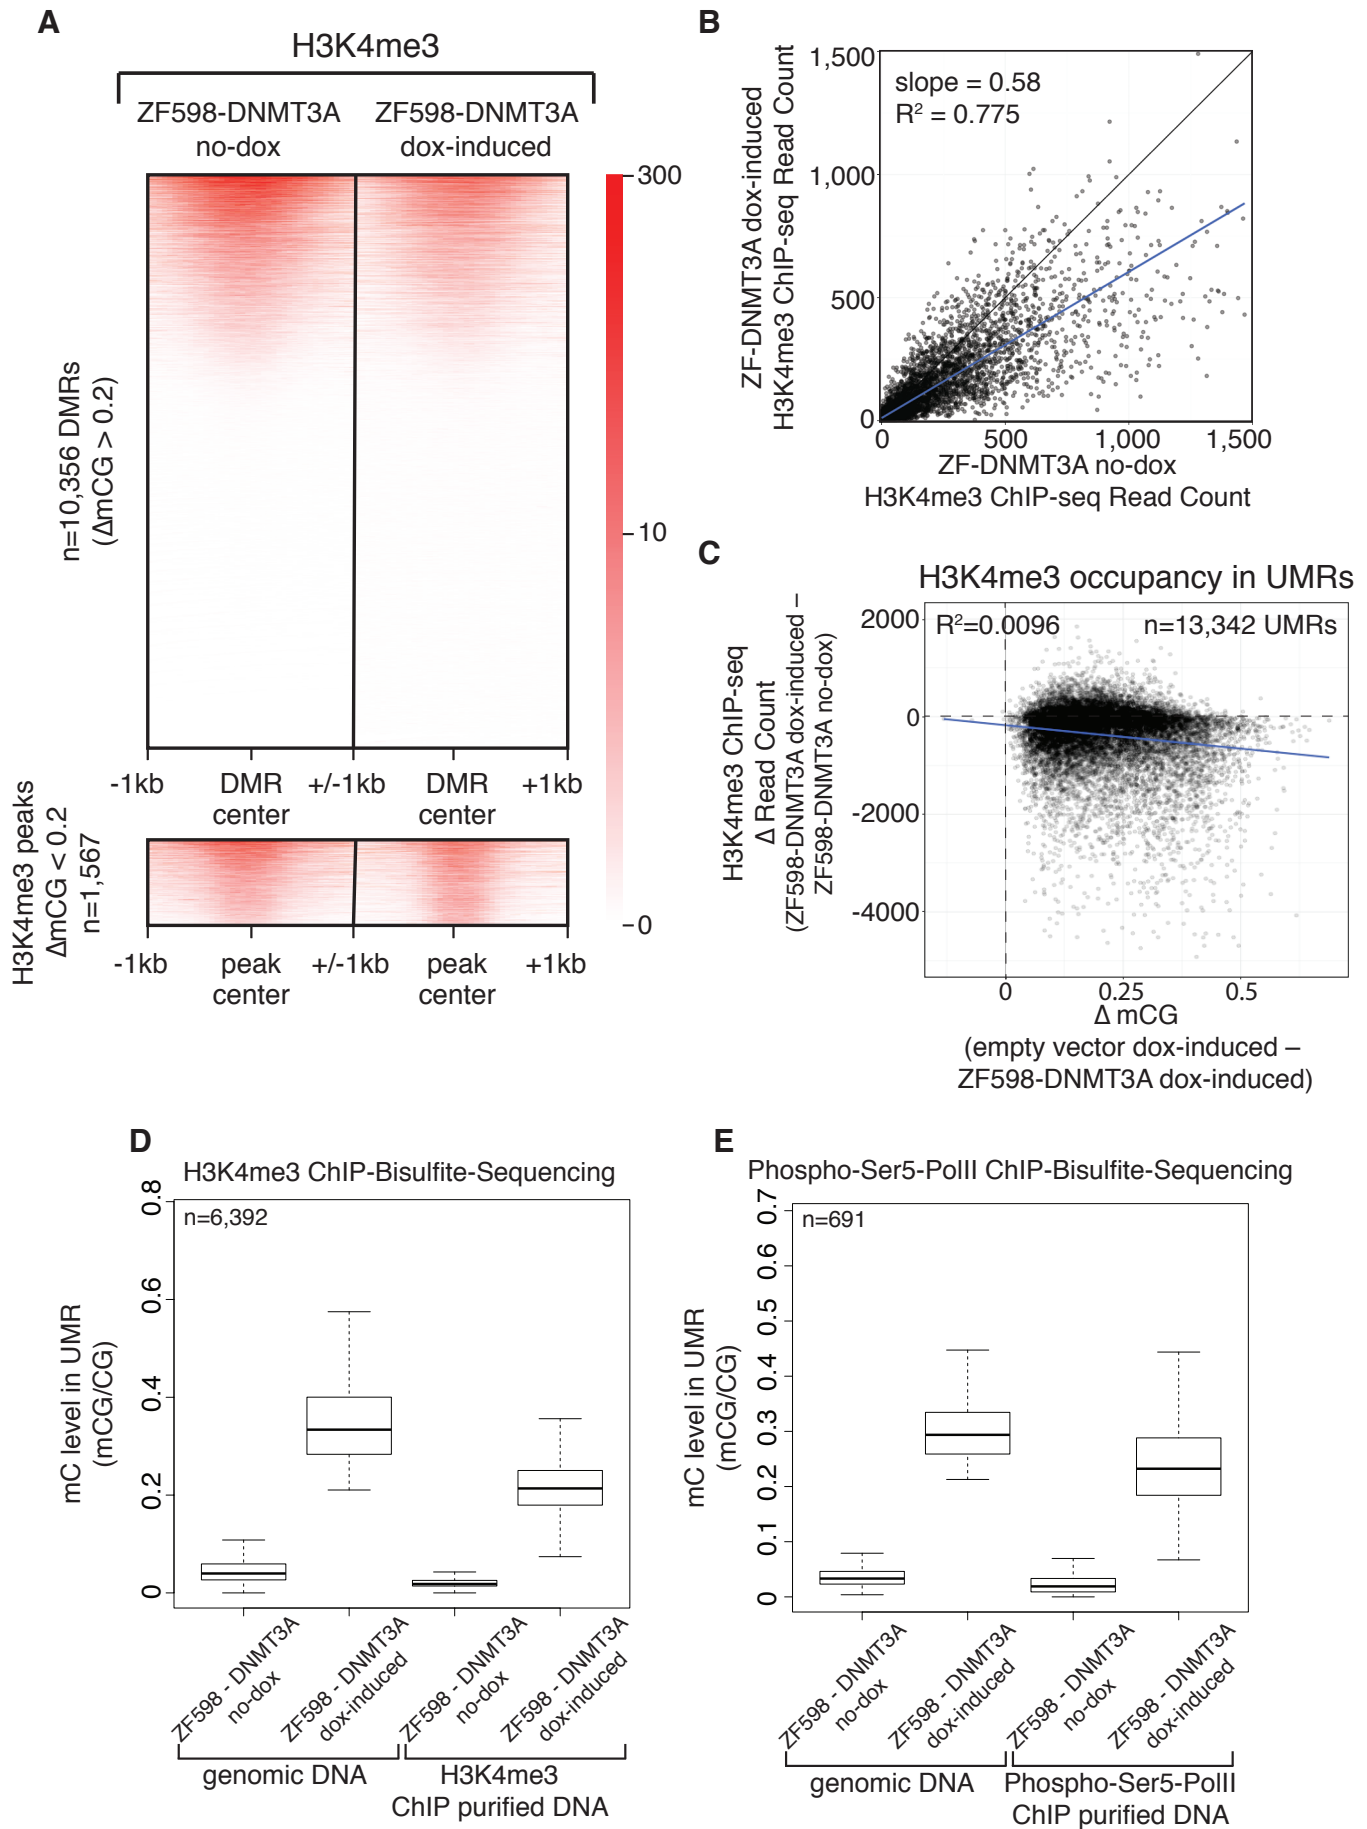 A
H3K4me3
ZF598-DNMT3A
no-dox
ZF598-DNMT3A
dox-induced
300
10
0
n=10,356 DMRs
(ΔmCG > 0.2)
-1kb
DMR
center
+/-1kb
DMR
center
+1kb
H3K4me3 peaks
ΔmCG < 0.2
n=1,567
-1kb
peak
center
+/-1kb
peak
center
+1kb
B
ZF-DNMT3A dox-induced
H3K4me3 ChIP-seq Read Count
1,500
1,000
500
0
slope = 0.58
R² = 0.775
0
500
1,000
1,500
ZF-DNMT3A no-dox
H3K4me3 ChIP-seq Read Count
C
H3K4me3 occupancy in UMRs
H3K4me3 ChIP-seq
Δ Read Count
(ZF598-DNMT3A dox-induced –
ZF598-DNMT3A no-dox)
2000
0
-2000
-4000
R²=0.0096
n=13,342 UMRs
0
0.25
0.5
Δ mCG
(empty vector dox-induced –
ZF598-DNMT3A dox-induced)
D
H3K4me3 ChIP-Bisulfite-Sequencing
mC level in UMR
(mCG/CG)
0.8
0.6
0.4
0.2
0
n=6,392
ZF598 - DNMT3A
no-dox
ZF598 - DNMT3A
dox-induced
ZF598 - DNMT3A
no-dox
ZF598 - DNMT3A
dox-induced
genomic DNA
H3K4me3
ChIP purified DNA
E
Phospho-Ser5-PolII ChIP-Bisulfite-Sequencing
mC level in UMR
(mCG/CG)
0.7
0.6
0.5
0.4
0.3
0.2
0.1
0
n=691
ZF598 - DNMT3A
no-dox
ZF598 - DNMT3A
dox-induced
ZF598 - DNMT3A
no-dox
ZF598 - DNMT3A
dox-induced
genomic DNA
Phospho-Ser5-PolII
ChIP purified DNA